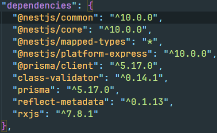 "dependencies": {
"@nestjs/common": "^10.0.0",
"@nestjs/core": "^10.0.0",
"@nestjs/mapped-types": "*",
"@nestjs/platform-express": "^10.0.0",
"@prisma/client": "^5.17.0",
"class-validator": "^0.14.1",
"prisma": "^5.17.0",
"reflect-metadata": "^0.1.13",
"rxjs": "^7.8.1"
},